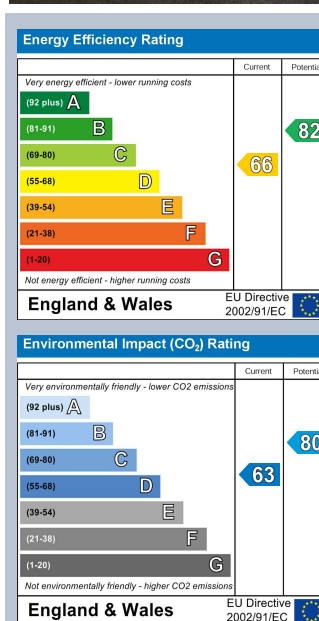 Energy Efficiency Rating
Current Potentia
Very energy efficient - lower running costs
(92 plus) A
(81-91) B
82
(69-80) C
66
(55-68) D
(39-54) E
(21-38) F
(1-20) G
Not energy efficient - higher running costs
England & Wales
EU Directive
2002/91/EC
Environmental Impact (CO₂) Rating
Current Potentia
Very environmentally friendly - lower CO2 emissions
(92 plus) A
(81-91) B
80
(69-80) C
(55-68) D
63
(39-54) E
(21-38) F
(1-20) G
Not environmentally friendly - higher CO2 emissions
England & Wales
EU Directive
2002/91/EC